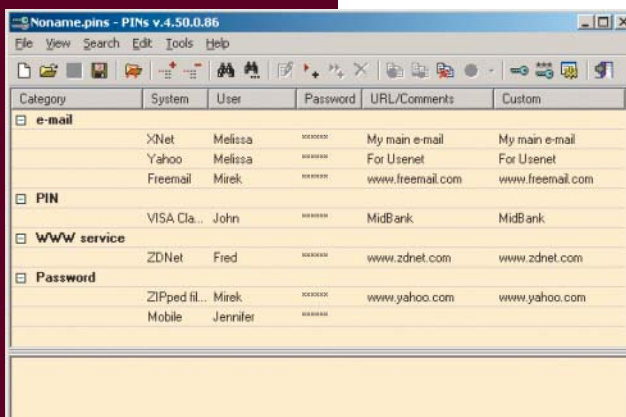 Noname.pins - PINs v.4.50.0.86
File View Search Edit Tools Help
Category System User Password URL/Comments Custom
e-mail
XNet Melissa ****** My main e-mail My main e-mail
Yahoo Melissa ****** For Usenet For Usenet
Freemail Mirek ****** www.freemail.com www.freemail.com
PIN
VISA Cla... John ****** MidBank MidBank
WWW service
ZDNet Fred ****** www.zdnet.com www.zdnet.com
Password
ZIPped fil... Mirek ****** www.yahoo.com www.yahoo.com
Mobile Jennifer ******